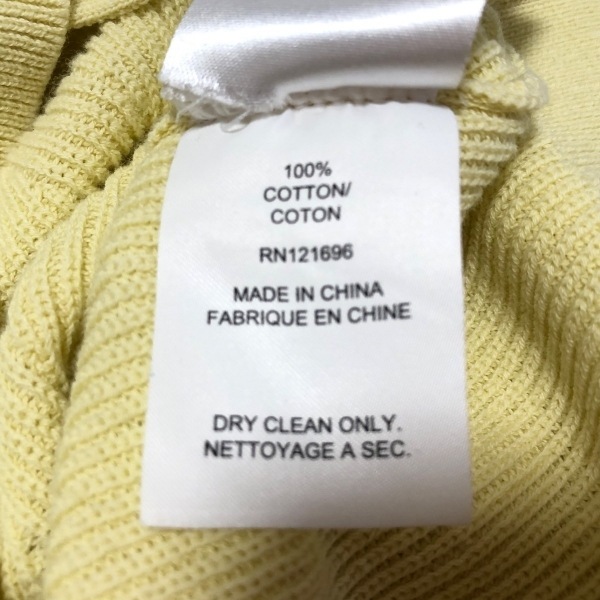 100%
COTTON/
COTON
RN121696
MADE IN CHINA
FABRIQUE EN CHINE
DRY CLEAN ONLY.
NETTOYAGE A SEC.